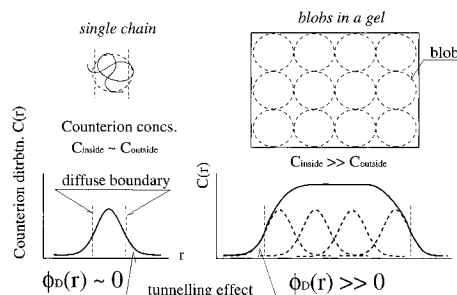 single chain
blobs in a gel
blob
Counterion concs.
Cinside ~ Coutside
Cinside >> Coutside
Counterion ditrbtn. C(r)
diffuse boundary
r
C(r)
ϕD(r) ~ 0
tunnelling effect
ϕD(r) >> 0